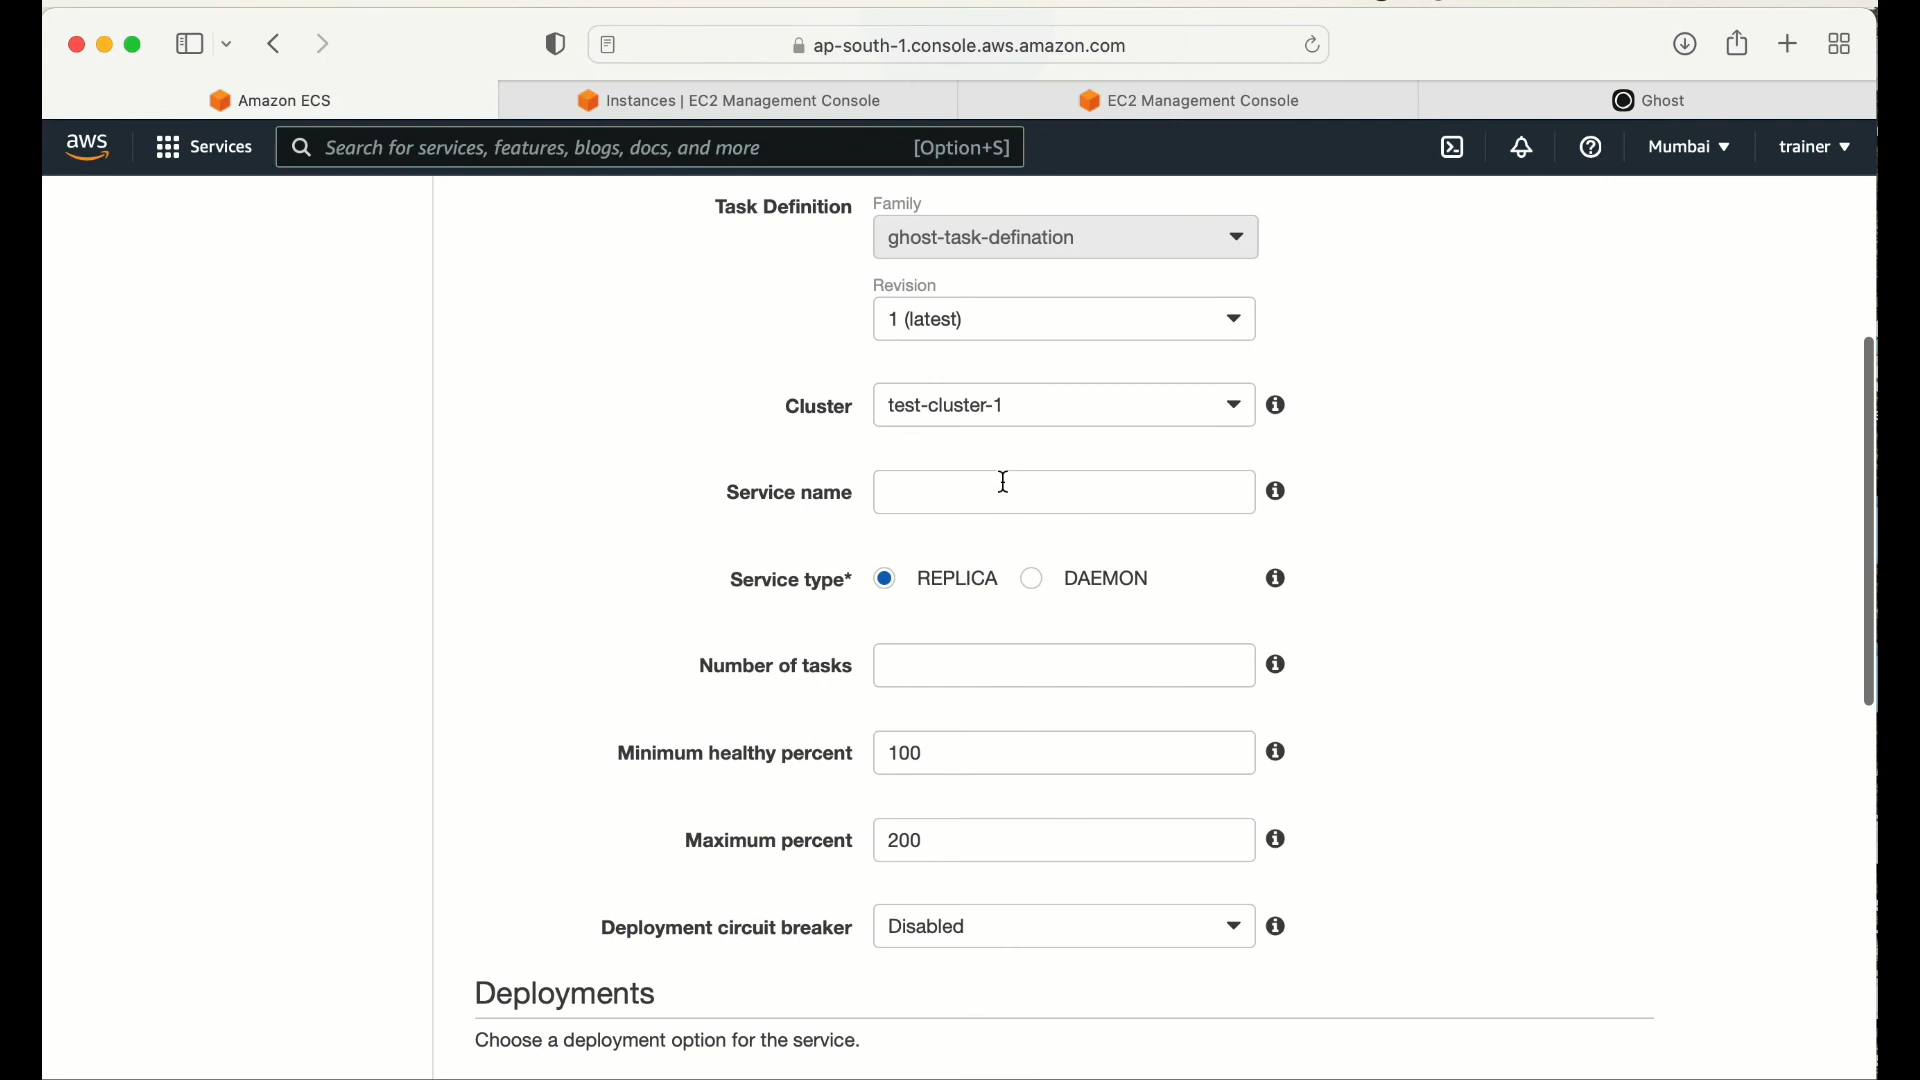 ap-south-1.console.aws.amazon.com
Amazon ECS
Instances | EC2 Management Console
EC2 Management Console
Ghost
aws
Services
Search for services, features, blogs, docs, and more
[Option+S]
Mumbai
trainer
Task Definition
Family
ghost-task-defination
Revision
1 (latest)
Cluster
test-cluster-1
Service name
Service type*
REPLICA
DAEMON
Number of tasks
Minimum healthy percent
100
Maximum percent
200
Deployment circuit breaker
Disabled
Deployments
Choose a deployment option for the service.